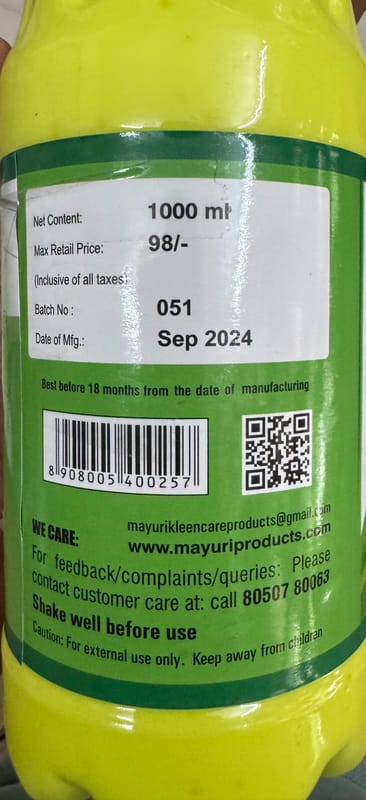 Net Content: 1000 ml
Max Retail Price: 98/-
(Inclusive of all taxes)
Batch No : 051
Date of Mfg.: Sep 2024
Best before 18 months from the date of manufacturing
8 908005 400257
WE CARE: mayurikleencareproducts@gmail.com
www.mayuriproducts.com
For feedback/complaints/queries: Please
contact customer care at: call 80507 80063
Shake well before use
Caution: For external use only. Keep away from children